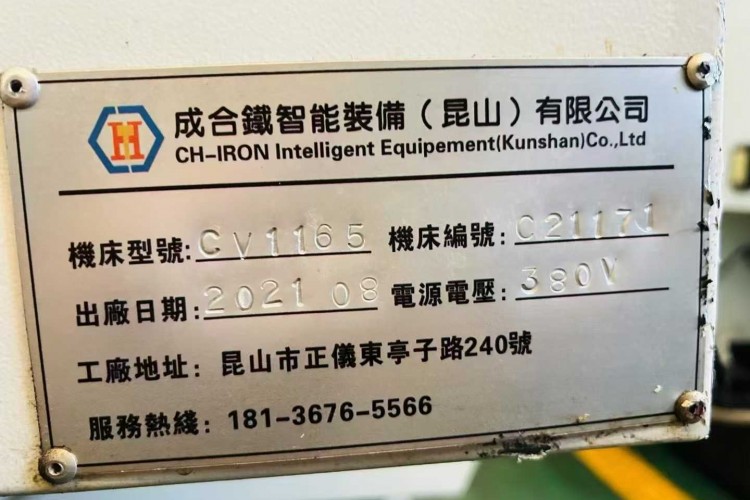 H
成合鐵智能裝備（昆山）有限公司
CH-IRON Intelligent Equipement(Kunshan)Co.,Ltd
機床型號: CV1165 機床編號: C21171
出廠日期: 2021 08 電源電壓: 380V
工廠地址: 昆山市正儀東亭子路240號
服務熱綫: 181-3676-5566